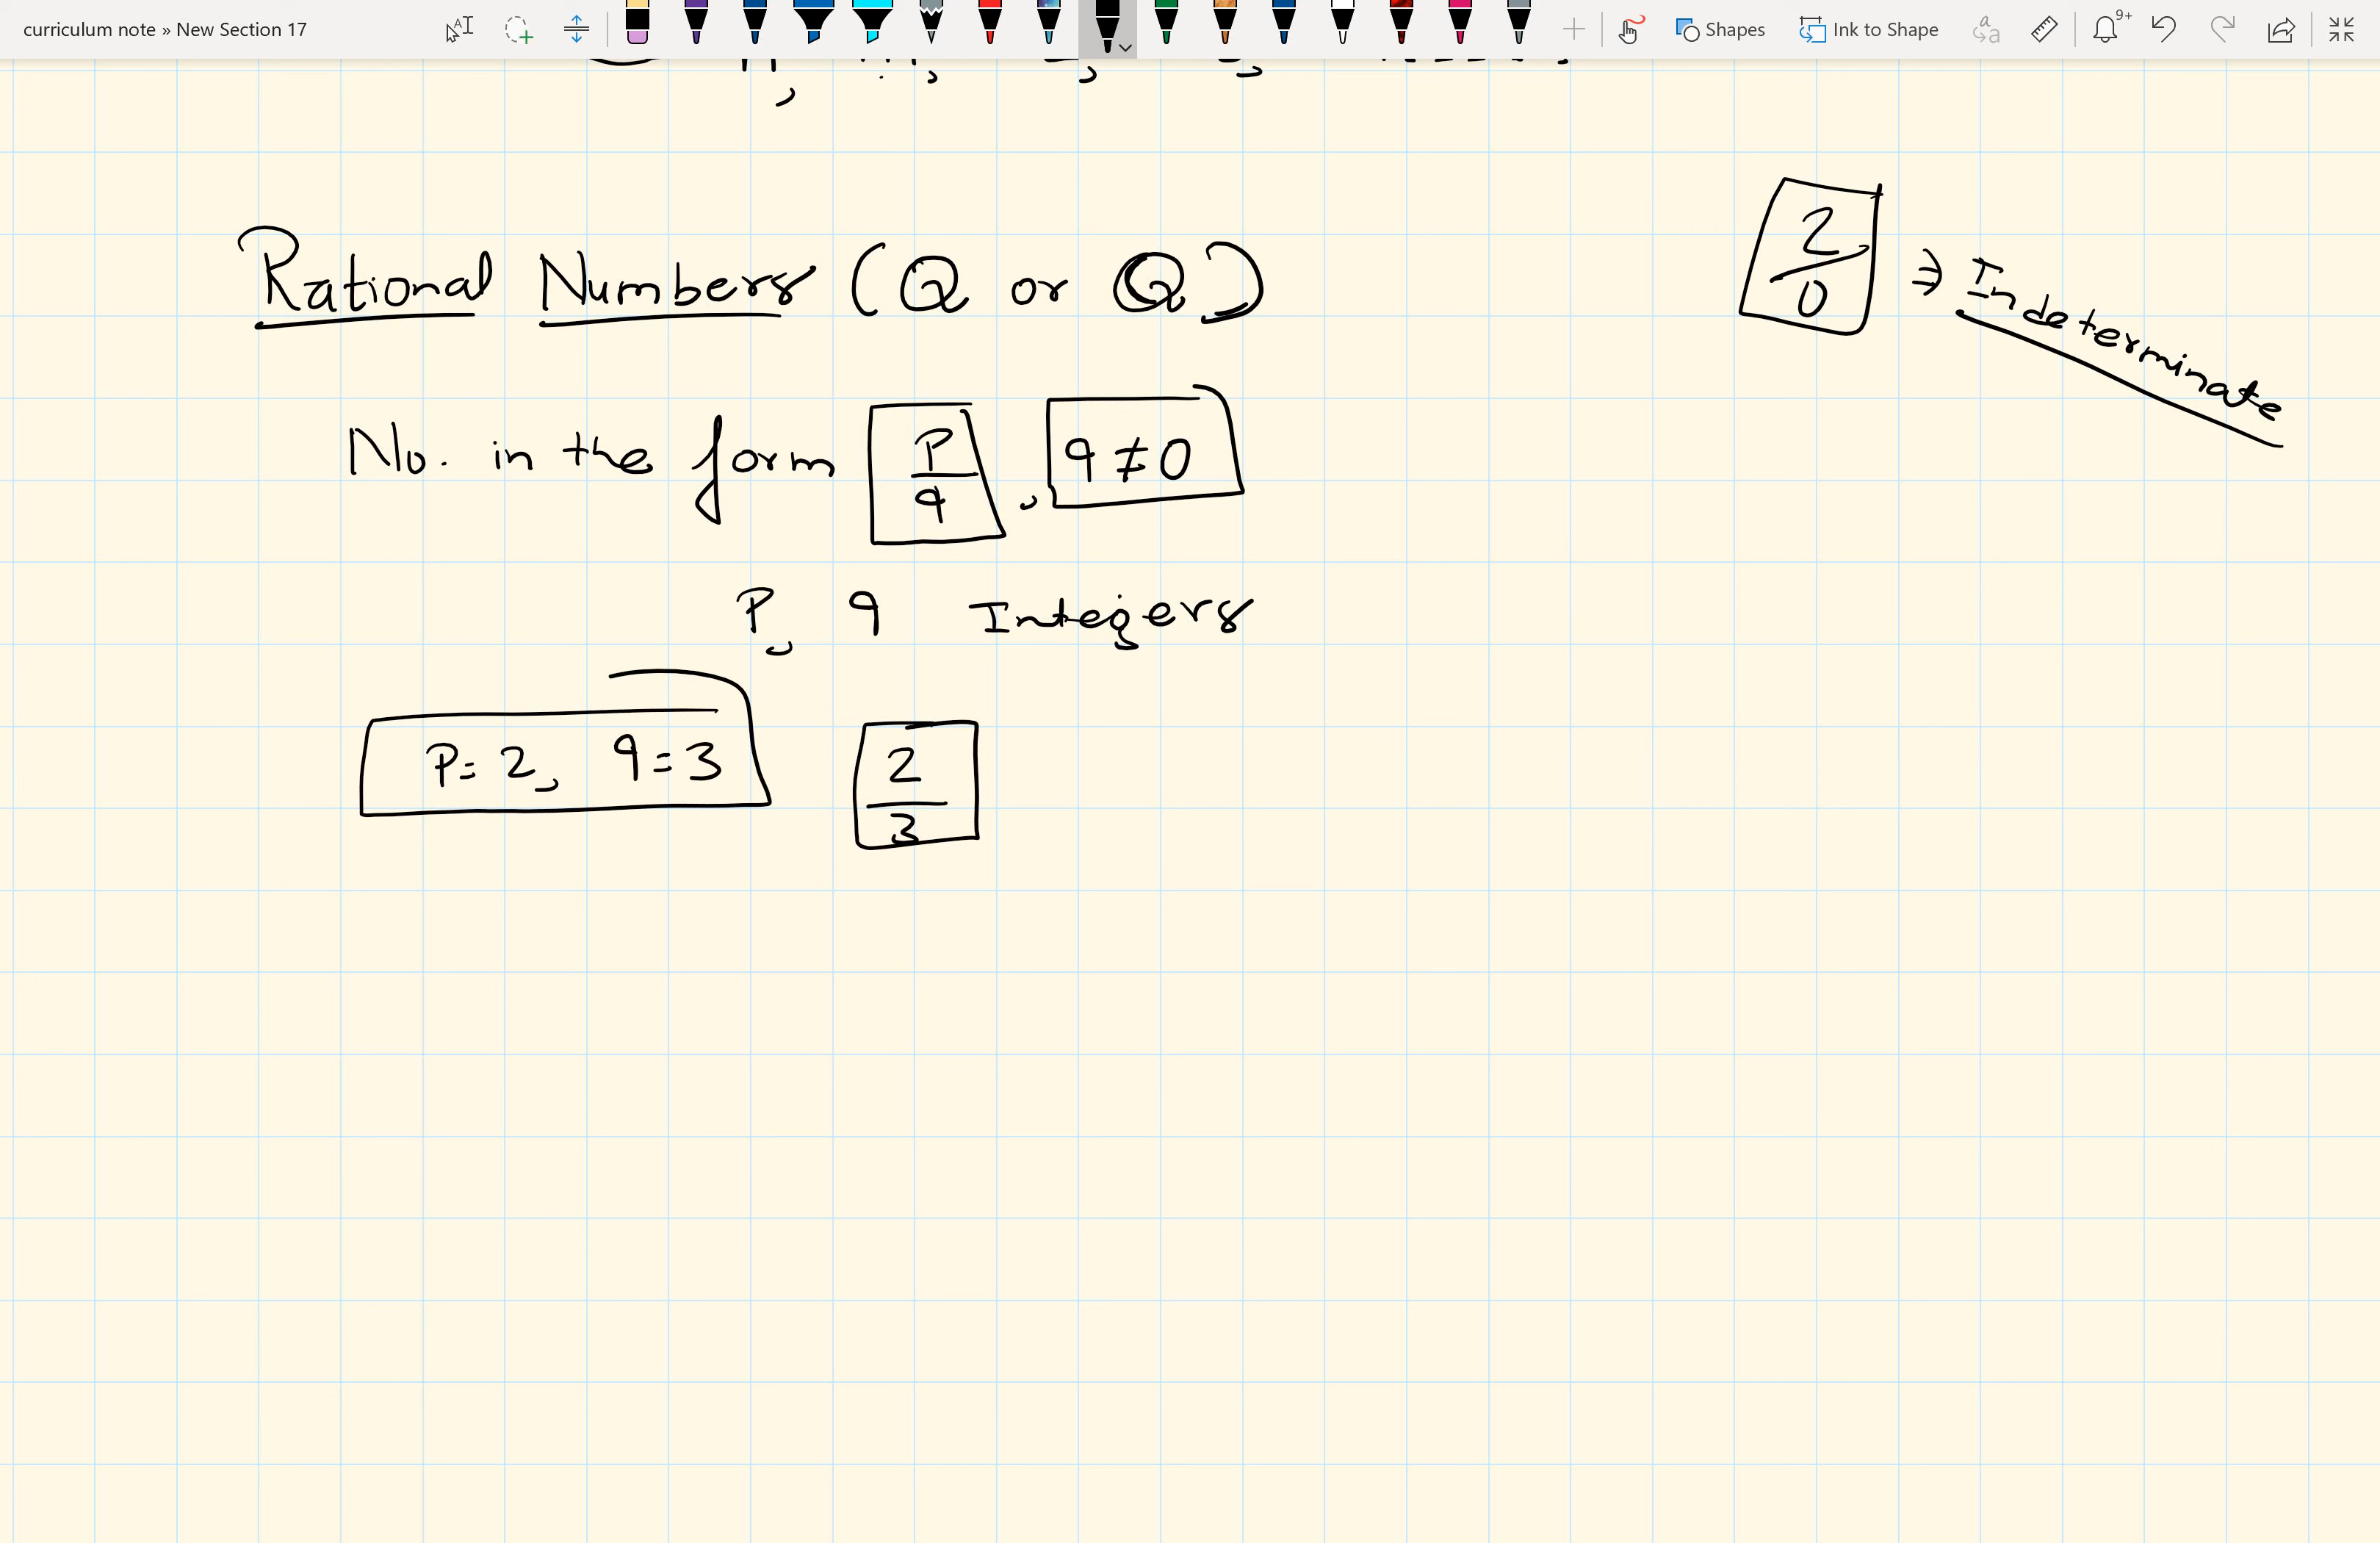 curriculum note » New Section 17
Shapes
Ink to Shape
9+
Rational Numbers (Q or Q)
2/0 ⇒ Indeterminate
No. in the form P/q, q ≠ 0
P, q Integers
P = 2, q = 3
2/3